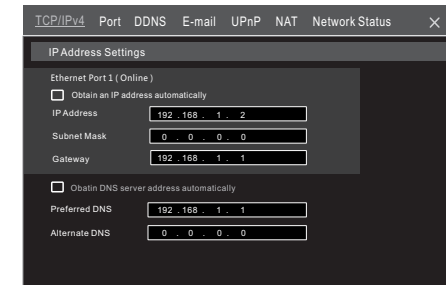 TCP/IPv4 Port DDNS E-mail UPnP NAT Network Status ×
IP Address Settings
Ethernet Port 1 ( Online )
Obtain an IP address automatically
IP Address 192 . 168 . 1 . 2
Subnet Mask 0 . 0 . 0 . 0
Gateway 192 . 168 . 1 . 1
Obatin DNS server address automatically
Preferred DNS 192 . 168 . 1 . 1
Alternate DNS 0 . 0 . 0 . 0